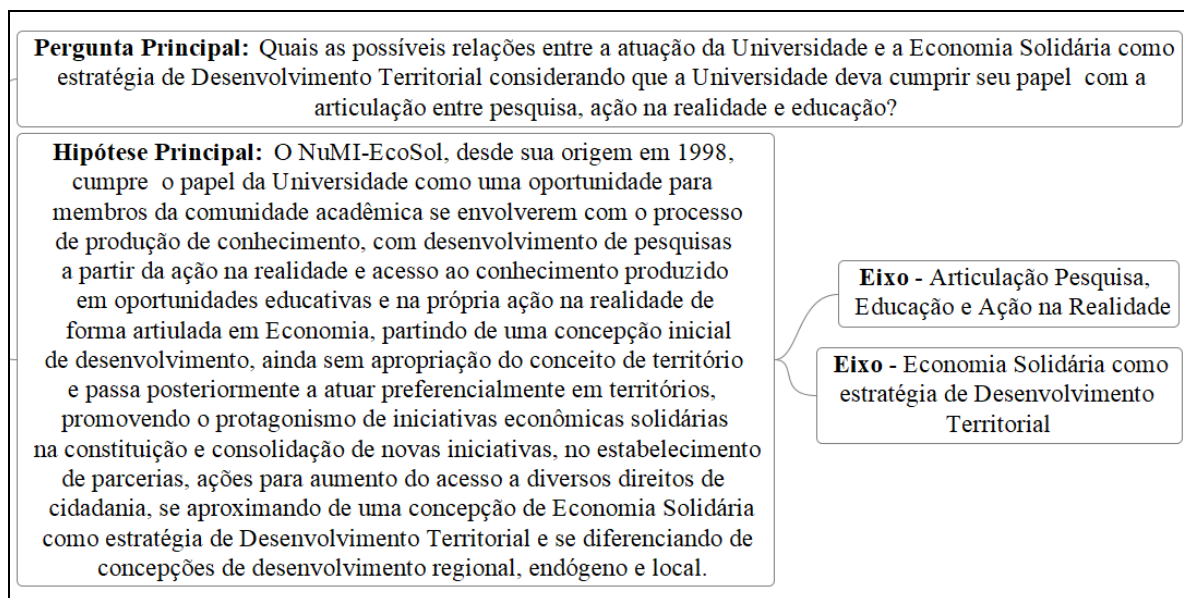 Pergunta Principal: Quais as possíveis relações entre a atuação da Universidade e a Economia Solidária como
estratégia de Desenvolvimento Territorial considerando que a Universidade deva cumprir seu papel com a
articulação entre pesquisa, ação na realidade e educação?
Hipótese Principal: O NuMI-EcoSol, desde sua origem em 1998,
cumpre o papel da Universidade como uma oportunidade para
membros da comunidade acadêmica se envolverem com o processo
de produção de conhecimento, com desenvolvimento de pesquisas
a partir da ação na realidade e acesso ao conhecimento produzido
em oportunidades educativas e na própria ação na realidade de
forma artiulada em Economia, partindo de uma concepção inicial
de desenvolvimento, ainda sem apropriação do conceito de território
e passa posteriormente a atuar preferencialmente em territórios,
promovendo o protagonismo de iniciativas econômicas solidárias
na constituição e consolidação de novas iniciativas, no estabelecimento
de parcerias, ações para aumento do acesso a diversos direitos de
cidadania, se aproximando de uma concepção de Economia Solidária
como estratégia de Desenvolvimento Territorial e se diferenciando de
concepções de desenvolvimento regional, endógeno e local.
Eixo - Articulação Pesquisa,
Educação e Ação na Realidade
Eixo - Economia Solidária como
estratégia de Desenvolvimento
Territorial